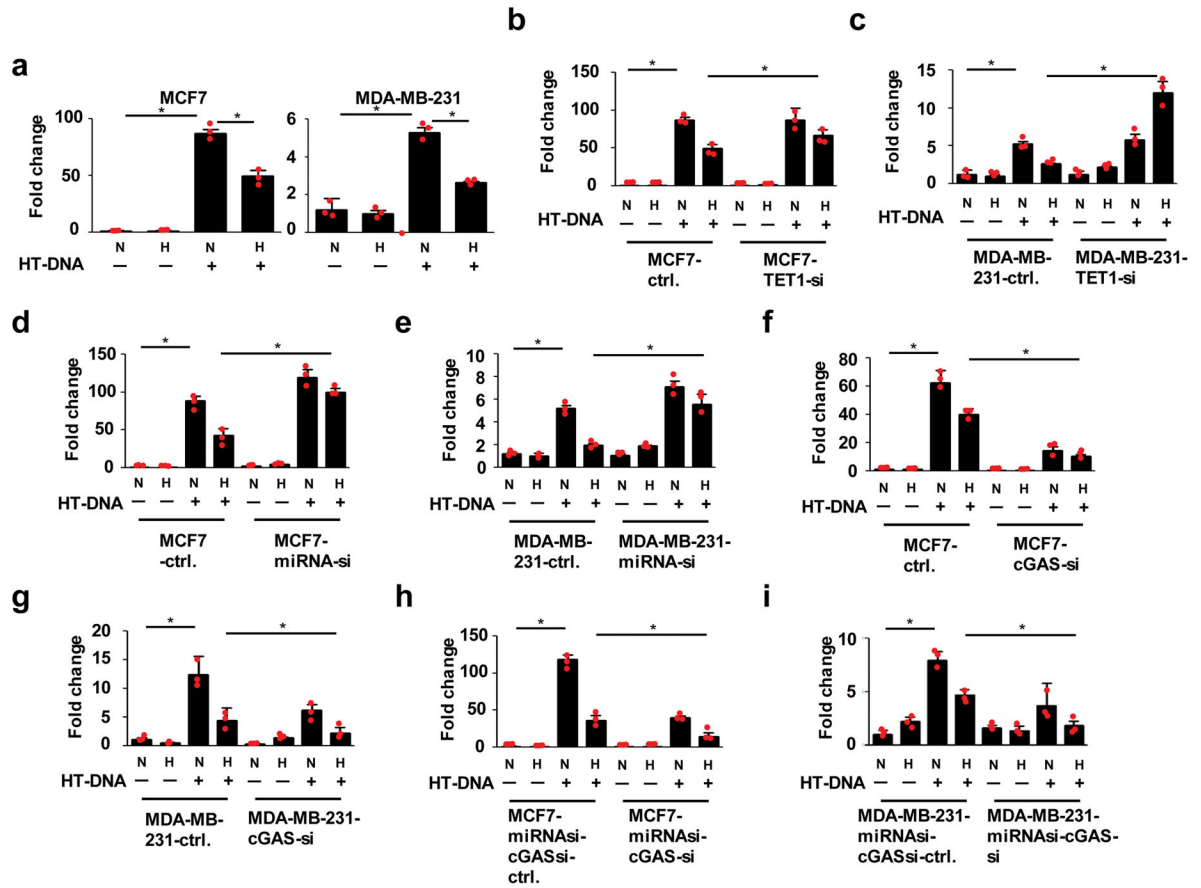 a
MCF7
MDA-MB-231
* *
* *
Fold change
100
50
0
6
4
2
0
N H N H
N H N H
HT-DNA — — + + — — + +
b
* *
Fold change
150
100
50
0
N H N H N H N H
HT-DNA — — + + — — + +
MCF7-
ctrl.
MCF7-
TET1-si
c
* *
Fold change
15
10
5
0
N H N H N H N H
HT-DNA — — + + — — + +
MDA-MB-
231-ctrl.
MDA-MB-231-
TET1-si
d
* *
Fold change
150
100
50
0
N H N H N H N H
HT-DNA — — + + — — + +
MCF7
-ctrl.
MCF7-
miRNA-si
e
* *
Fold change
8
6
4
2
0
N H N H N H N H
HT-DNA — — + + — — + +
MDA-MB-
231-ctrl.
MDA-MB-231-
miRNA-si
f
* *
Fold change
80
60
40
20
0
N H N H N H N H
HT-DNA — — + + — — + +
MCF7-
ctrl.
MCF7-
cGAS-si
g
* *
Fold change
20
15
10
5
0
N H N H N H N H
HT-DNA — — + + — — + +
MDA-MB-
231-ctrl.
MDA-MB-231-
cGAS-si
h
* *
Fold change
150
100
50
0
N H N H N H N H
HT-DNA — — + + — — + +
MCF7-
miRNAsi-
cGASsi-
ctrl.
MCF7-
miRNAsi-
cGAS-si
i
* *
Fold change
10
5
0
N H N H N H N H
HT-DNA — — + + — — + +
MDA-MB-231-
miRNAsi-
cGASsi-ctrl.
MDA-MB-231-
miRNAsi-cGAS-
si